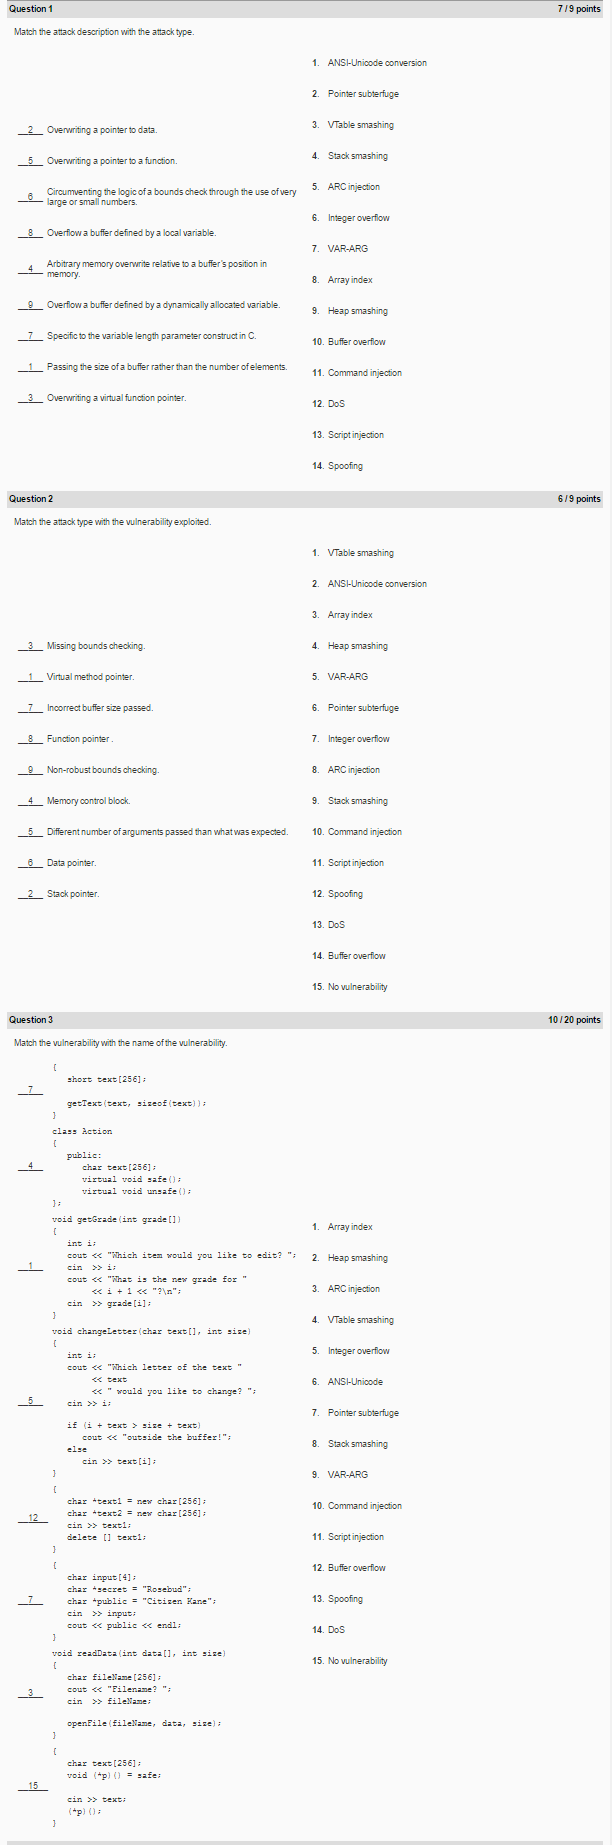 Question 1 7 / 9 points
Match the attack description with the attack type.
1. ANSI-Unicode conversion
2. Pointer subterfuge
3. VTable smashing
4. Stack smashing
5. ARC injection
6. Integer overflow
7. VAR-ARG
8. Array index
9. Heap smashing
10. Buffer overflow
11. Command injection
12. DoS
13. Script injection
14. Spoofing
__2__ Overwriting a pointer to data.
__5__ Overwriting a pointer to a function.
__6__ Circumventing the logic of a bounds check through the use of very
large or small numbers.
__8__ Overflow a buffer defined by a local variable.
__4__ Arbitrary memory overwrite relative to a buffer's position in
memory.
__9__ Overflow a buffer defined by a dynamically allocated variable.
__7__ Specific to the variable length parameter construct in C.
__1__ Passing the size of a buffer rather than the number of elements.
__3__ Overwriting a virtual function pointer.
Question 2 6 / 9 points
Match the attack type with the vulnerability exploited.
1. VTable smashing
2. ANSI-Unicode conversion
3. Array index
4. Heap smashing
5. VAR-ARG
6. Pointer subterfuge
7. Integer overflow
8. ARC injection
9. Stack smashing
10. Command injection
11. Script injection
12. Spoofing
13. DoS
14. Buffer overflow
15. No vulnerability
__3__ Missing bounds checking.
__1__ Virtual method pointer.
__7__ Incorrect buffer size passed.
__8__ Function pointer .
__9__ Non-robust bounds checking.
__4__ Memory control block.
__5__ Different number of arguments passed than what was expected.
__6__ Data pointer.
__2__ Stack pointer.
Question 3 10 / 20 points
Match the vulnerability with the name of the vulnerability.
__7__
{
short text[256];
getText(text, sizeof(text));
}
__4__
class Action
{
public:
char text[256];
virtual void safe();
virtual void unsafe();
};
__1__
void getGrade(int grade[])
{
int i;
cout << "Which item would you like to edit? ";
cin >> i;
cout << "What is the new grade for "
<< i + 1 << "?\n";
cin >> grade[i];
}
__5__
void changeLetter(char text[], int size)
{
int i;
cout << "Which letter of the text "
<< text
<< " would you like to change? ";
cin >> i;
if (i + text > size + text)
cout << "outside the buffer!";
else
cin >> text[i];
}
__12__
{
char *text1 = new char[256];
char *text2 = new char[256];
cin >> text1;
delete [] text1;
}
__7__
{
char input[4];
char *secret = "Rosebud";
char *public = "Citizen Kane";
cin >> input;
cout << public << endl;
}
__3__
void readData(int data[], int size)
{
char fileName[256];
cout << "Filename? ";
cin >> fileName;
openFile(fileName, data, size);
}
__15__
{
char text[256];
void (*p)() = safe;
cin >> text;
(*p)();
}
1. Array index
2. Heap smashing
3. ARC injection
4. VTable smashing
5. Integer overflow
6. ANSI-Unicode
7. Pointer subterfuge
8. Stack smashing
9. VAR-ARG
10. Command injection
11. Script injection
12. Buffer overflow
13. Spoofing
14. DoS
15. No vulnerability